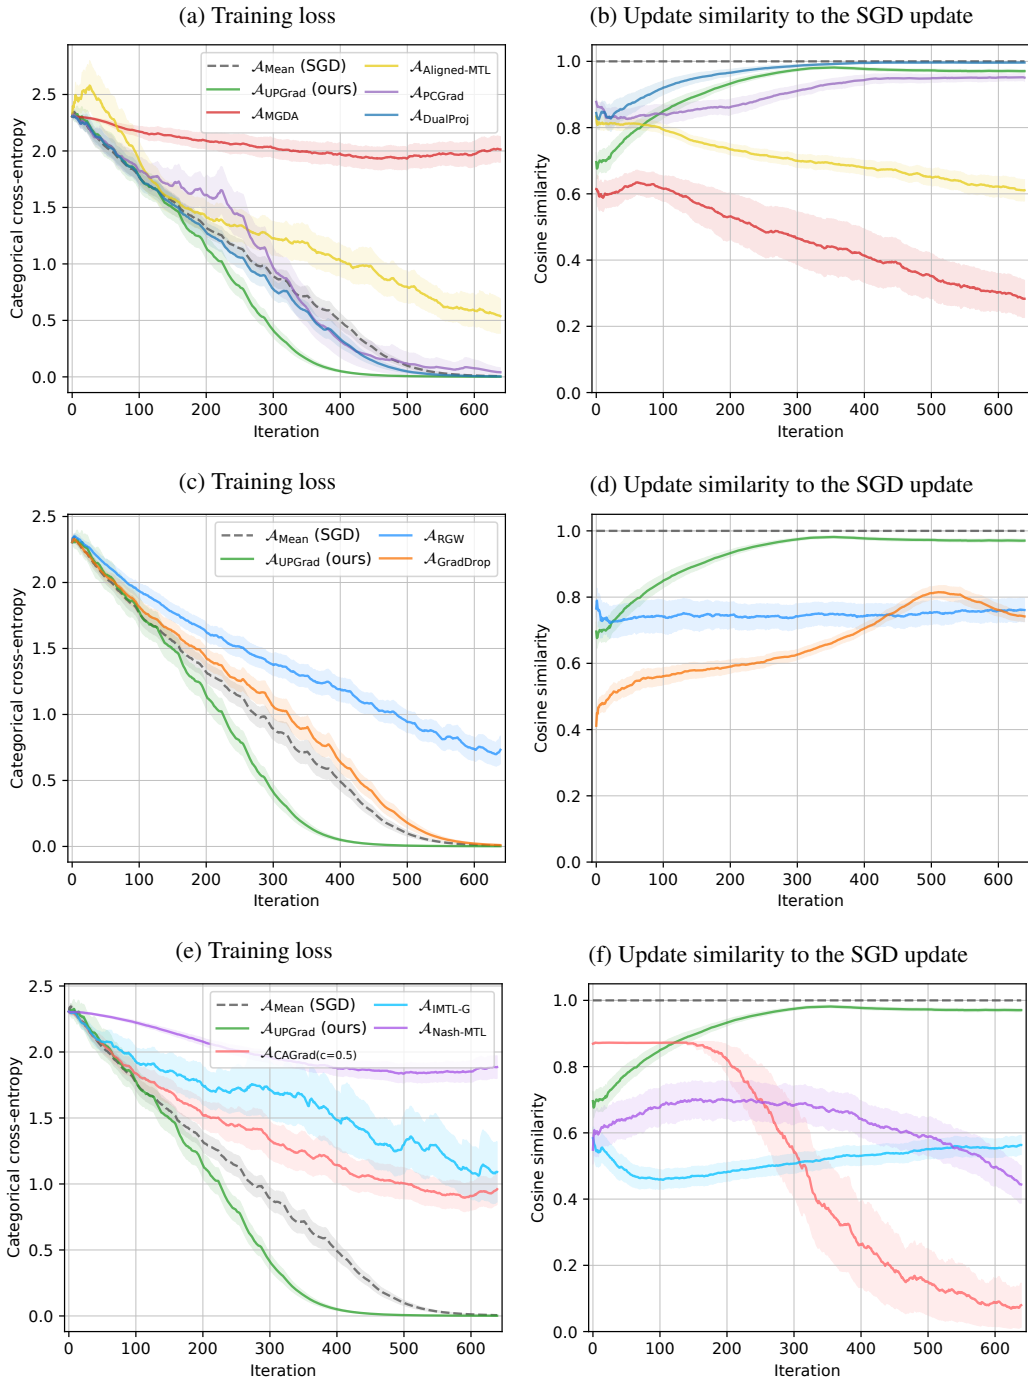 (a) Training loss
(b) Update similarity to the SGD update
Categorical cross-entropy
2.5
2.0
1.5
1.0
0.5
0.0
𝒜Mean (SGD)
𝒜UPGrad (ours)
𝒜MGDA
𝒜Aligned-MTL
𝒜PCGrad
𝒜DualProj
0 100 200 300 400 500 600
Iteration
Cosine similarity
1.0
0.8
0.6
0.4
0.2
0.0
0 100 200 300 400 500 600
Iteration
(c) Training loss
(d) Update similarity to the SGD update
Categorical cross-entropy
2.5
2.0
1.5
1.0
0.5
0.0
𝒜Mean (SGD)
𝒜UPGrad (ours)
𝒜RGW
𝒜GradDrop
0 100 200 300 400 500 600
Iteration
Cosine similarity
1.0
0.8
0.6
0.4
0.2
0.0
0 100 200 300 400 500 600
Iteration
(e) Training loss
(f) Update similarity to the SGD update
Categorical cross-entropy
2.5
2.0
1.5
1.0
0.5
0.0
𝒜Mean (SGD)
𝒜UPGrad (ours)
𝒜CAGrad(c=0.5)
𝒜IMTL-G
𝒜Nash-MTL
0 100 200 300 400 500 600
Iteration
Cosine similarity
1.0
0.8
0.6
0.4
0.2
0.0
0 100 200 300 400 500 600
Iteration